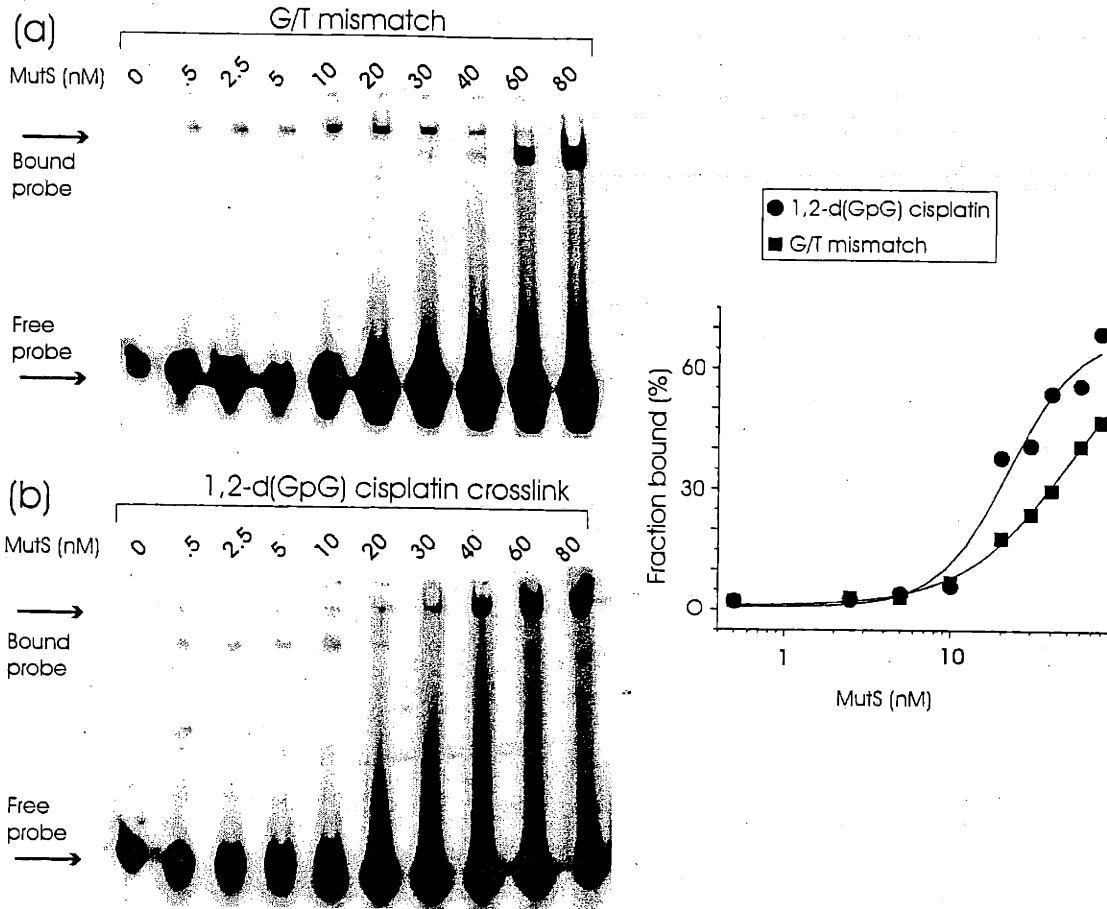 (a)
G/T mismatch
MutS (nM) 0 .5 2.5 5 10 20 30 40 60 80
Bound
probe
Free
probe
(b)
1,2-d(GpG) cisplatin crosslink
MutS (nM) 0 .5 2.5 5 10 20 30 40 60 80
Bound
probe
Free
probe
1,2-d(GpG) cisplatin
G/T mismatch
Fraction bound (%)
60
30
0
1 10
MutS (nM)